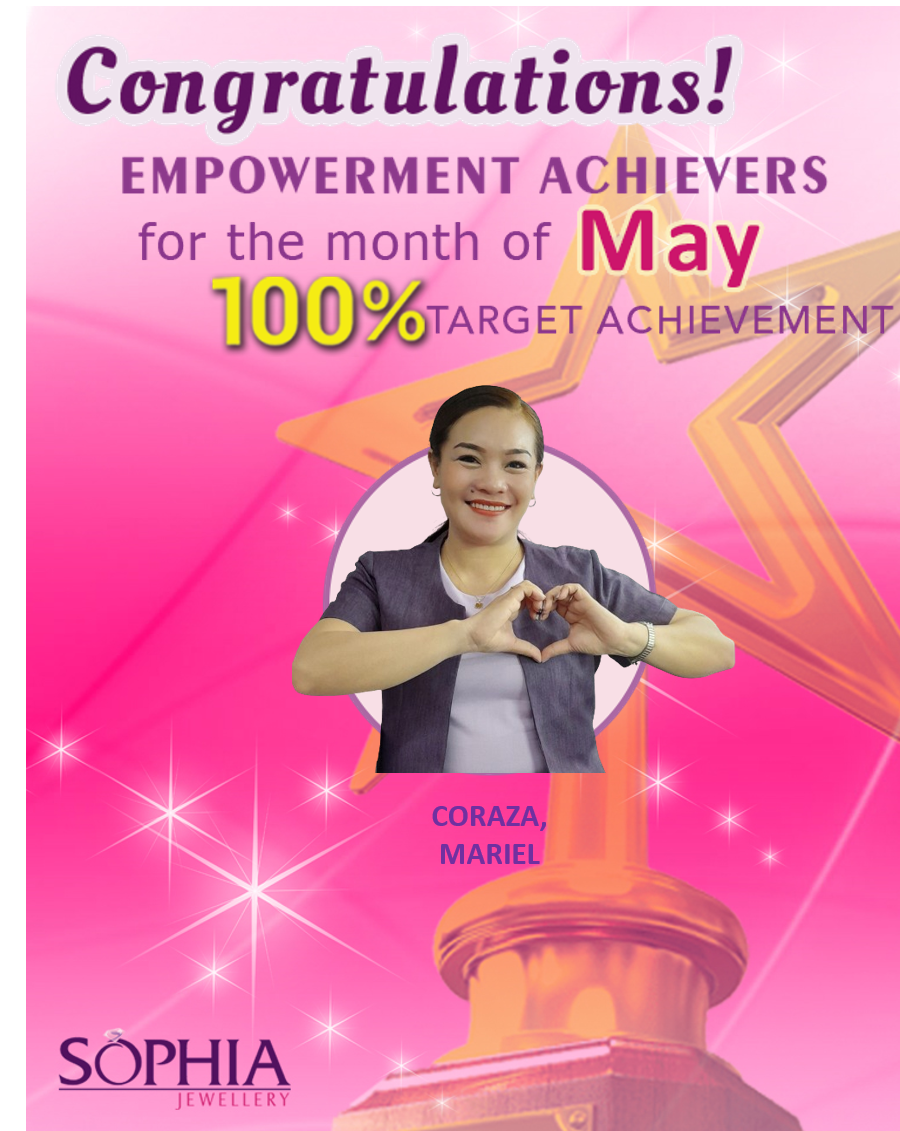 Congratulations!
EMPOWERMENT ACHIEVERS
for the month of May
100% TARGET ACHIEVEMENT
CORAZA,
MARIEL
SOPHIA
JEWELLERY